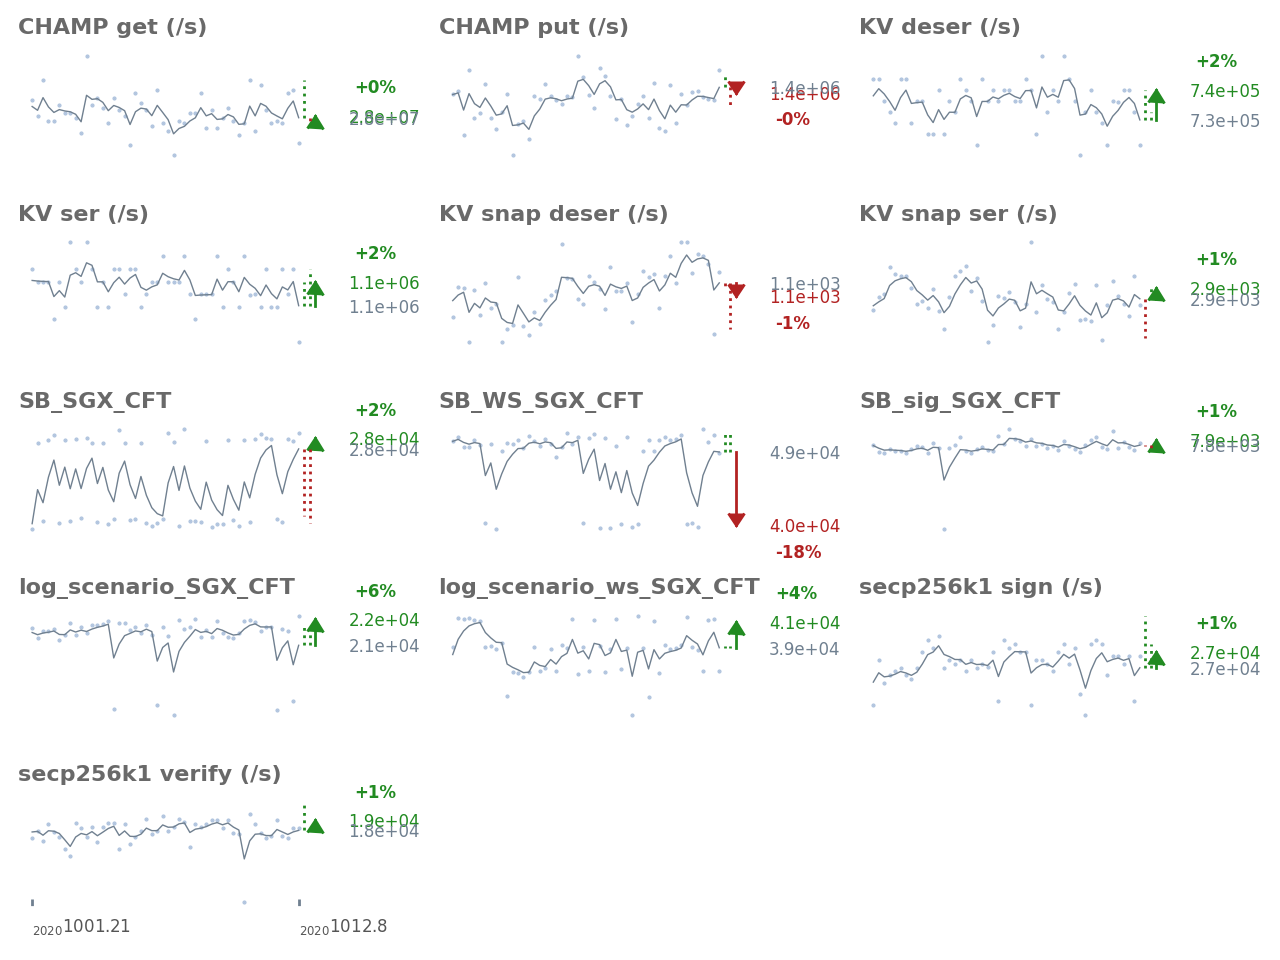 CHAMP get (/s)
+0%
2.8e+07
2.8e+07
CHAMP put (/s)
1.4e+06
1.4e+06
-0%
KV deser (/s)
+2%
7.4e+05
7.3e+05
KV ser (/s)
+2%
1.1e+06
1.1e+06
KV snap deser (/s)
1.1e+03
1.1e+03
-1%
KV snap ser (/s)
+1%
2.9e+03
2.9e+03
SB_SGX_CFT
+2%
2.8e+04
2.8e+04
SB_WS_SGX_CFT
4.9e+04
4.0e+04
-18%
SB_sig_SGX_CFT
+1%
7.9e+03
7.8e+03
log_scenario_SGX_CFT
+6%
2.2e+04
2.1e+04
log_scenario_ws_SGX_CFT
+4%
4.1e+04
3.9e+04
secp256k1 sign (/s)
+1%
2.7e+04
2.7e+04
secp256k1 verify (/s)
+1%
1.9e+04
1.8e+04
20201001.21
20201012.8